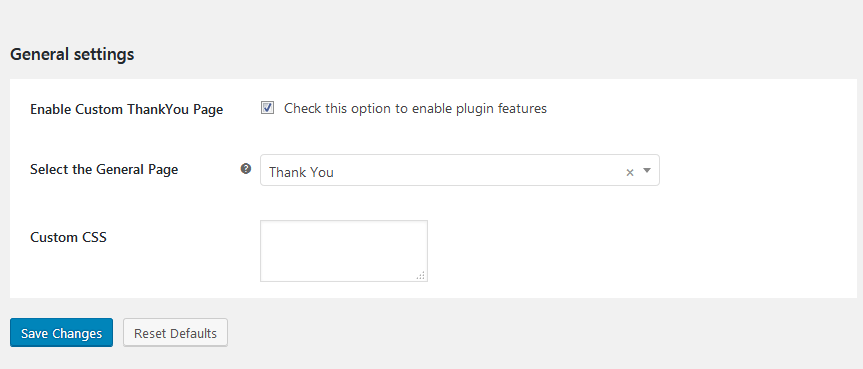 General settings
Enable Custom ThankYou Page
Check this option to enable plugin features
Select the General Page
Thank You
Custom CSS
Save Changes
Reset Defaults